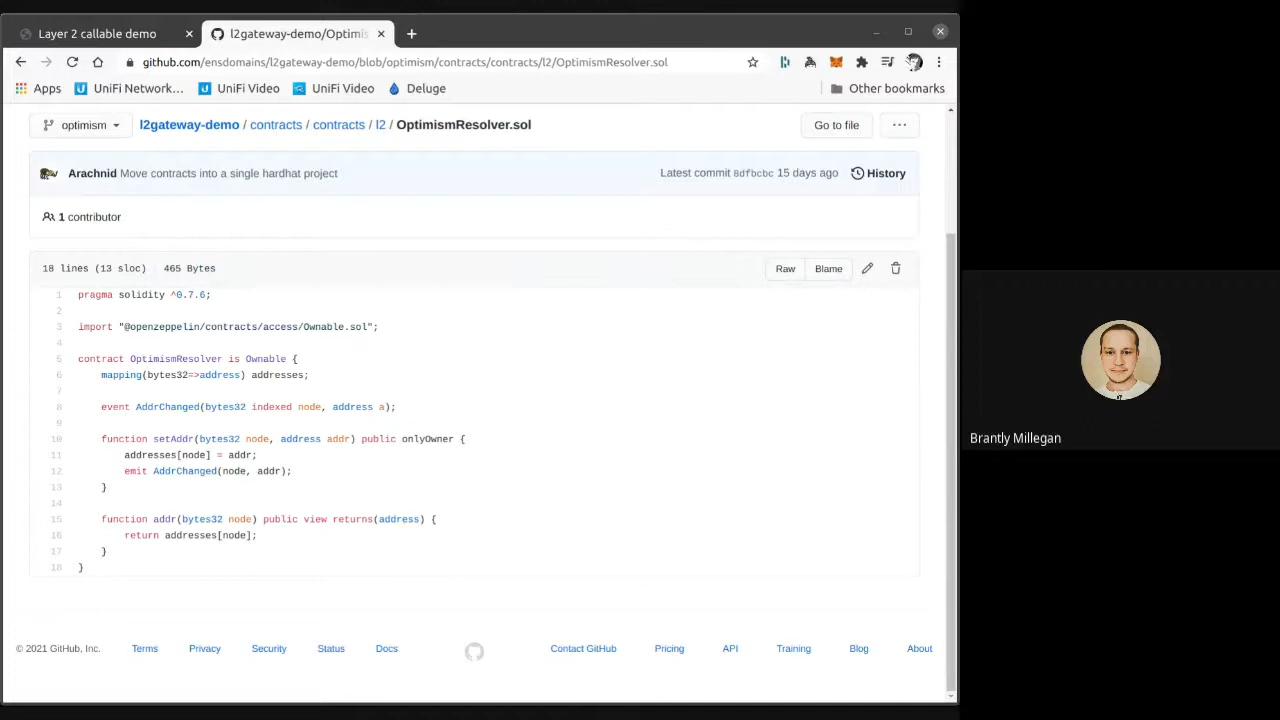 Layer 2 callable demo
l2gateway-demo/Optimis
github.com/ensdomains/l2gateway-demo/blob/optimism/contracts/contracts/l2/OptimismResolver.sol
Apps UniFi Network... UniFi Video UniFi Video Deluge Other bookmarks
optimism l2gateway-demo / contracts / contracts / l2 / OptimismResolver.sol Go to file ...
Arachnid Move contracts into a single hardhat project Latest commit 8dfbcbc 15 days ago History
1 contributor
18 lines (13 sloc) 465 Bytes Raw Blame
1 pragma solidity ^0.7.6;
2
3 import "@openzeppelin/contracts/access/Ownable.sol";
4
5 contract OptimismResolver is Ownable {
6 mapping(bytes32=>address) addresses;
7
8 event AddrChanged(bytes32 indexed node, address a);
9
10 function setAddr(bytes32 node, address addr) public onlyOwner {
11 addresses[node] = addr;
12 emit AddrChanged(node, addr);
13 }
14
15 function addr(bytes32 node) public view returns(address) {
16 return addresses[node];
17 }
18 }
© 2021 GitHub, Inc. Terms Privacy Security Status Docs Contact GitHub Pricing API Training Blog About
Brantly Millegan